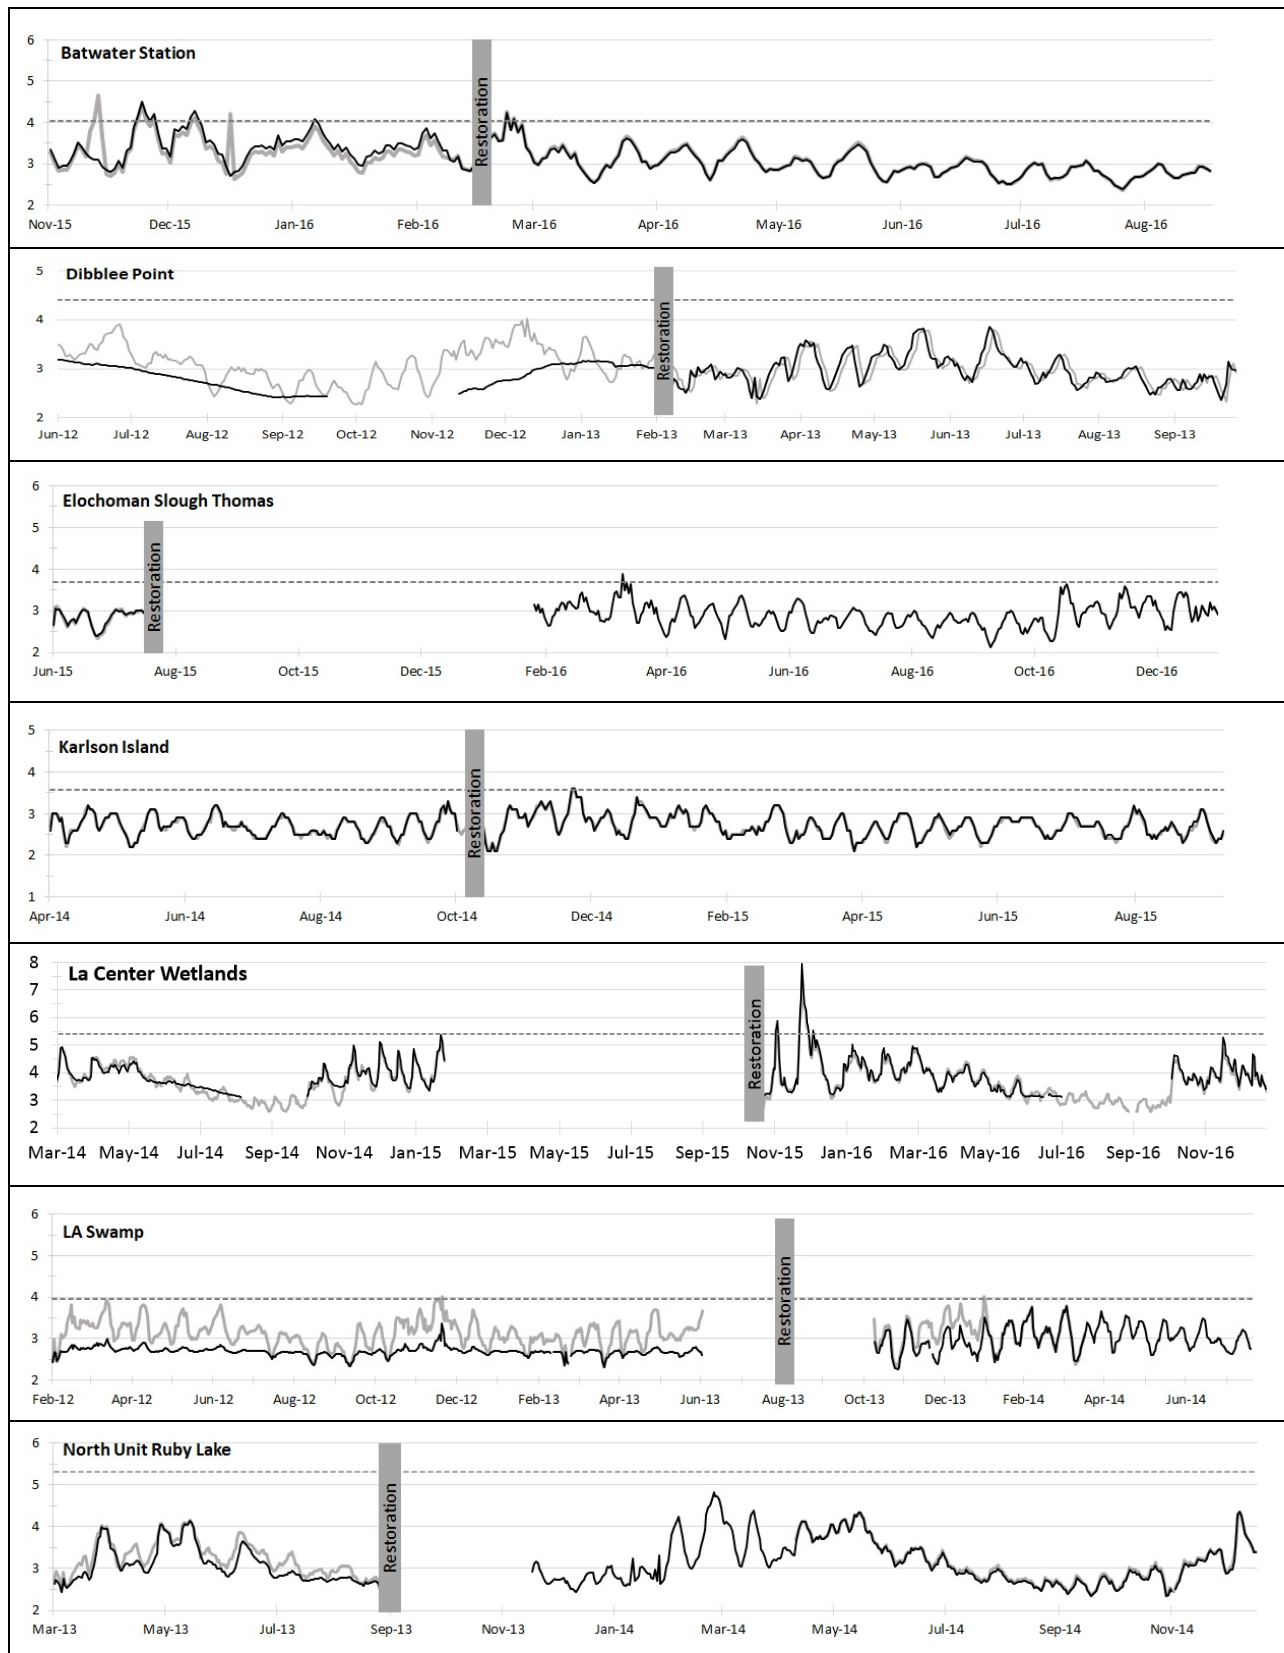 Batwater Station
6
5
4
3
2
Restoration
Nov-15 Dec-15 Jan-16 Feb-16 Mar-16 Apr-16 May-16 Jun-16 Jul-16 Aug-16
Dibblee Point
5
4
3
2
Restoration
Jun-12 Jul-12 Aug-12 Sep-12 Oct-12 Nov-12 Dec-12 Jan-13 Feb-13 Mar-13 Apr-13 May-13 Jun-13 Jul-13 Aug-13 Sep-13
Elochoman Slough Thomas
6
5
4
3
2
Restoration
Jun-15 Aug-15 Oct-15 Dec-15 Feb-16 Apr-16 Jun-16 Aug-16 Oct-16 Dec-16
Karlson Island
5
4
3
2
1
Restoration
Apr-14 Jun-14 Aug-14 Oct-14 Dec-14 Feb-15 Apr-15 Jun-15 Aug-15
La Center Wetlands
8
7
6
5
4
3
2
Restoration
Mar-14 May-14 Jul-14 Sep-14 Nov-14 Jan-15 Mar-15 May-15 Jul-15 Sep-15 Nov-15 Jan-16 Mar-16 May-16 Jul-16 Sep-16 Nov-16
LA Swamp
6
5
4
3
2
Restoration
Feb-12 Apr-12 Jun-12 Aug-12 Oct-12 Dec-12 Feb-13 Apr-13 Jun-13 Aug-13 Oct-13 Dec-13 Feb-14 Apr-14 Jun-14
North Unit Ruby Lake
6
5
4
3
2
Restoration
Mar-13 May-13 Jul-13 Sep-13 Nov-13 Jan-14 Mar-14 May-14 Jul-14 Sep-14 Nov-14